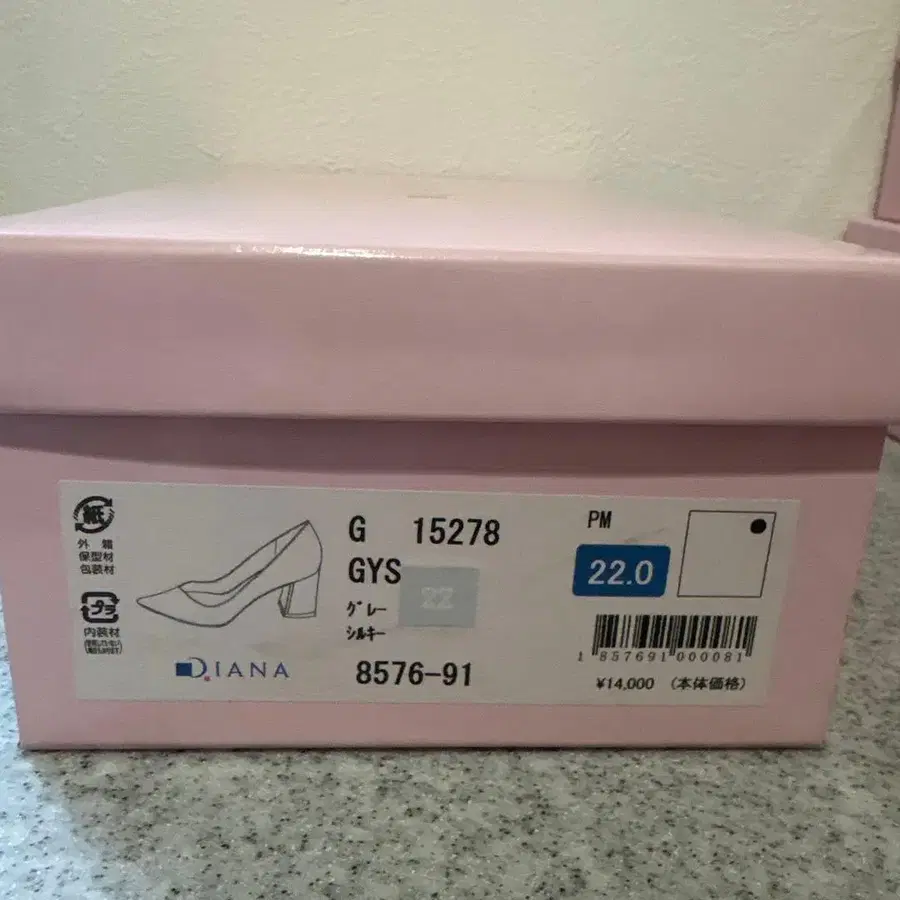 紙
外 箱
保型材
包装材
プラ
内装材
DIANA
G 15278
GYS
22
グレー
シルキー
8576-91
PM
22.0
1 857691 000081
¥14,000 (本体価格)